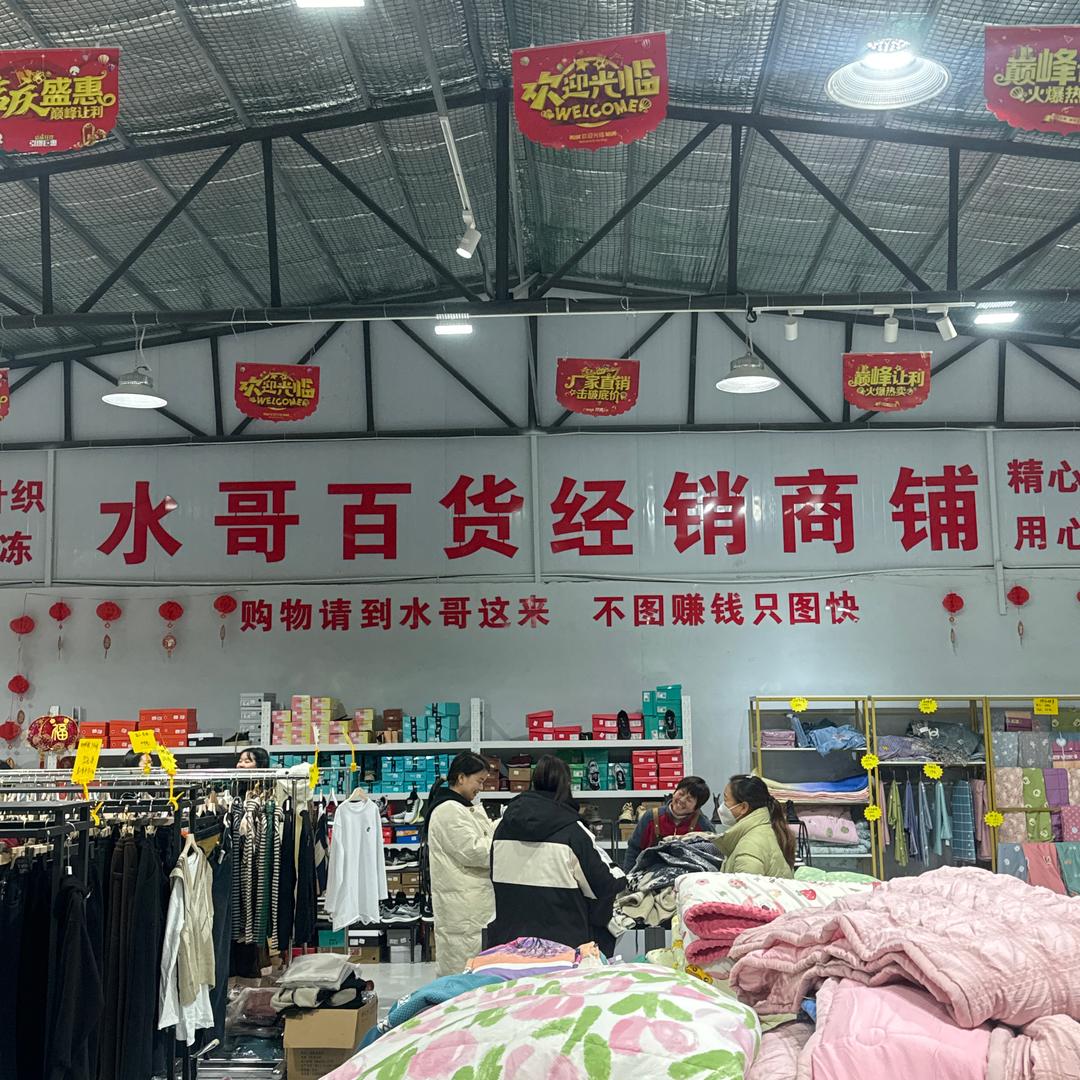 盛惠
巅峰让利
欢迎光临
WELCOME
巅峰
火爆热
欢迎光临
WELCOME
厂家直销
击破底价
巅峰让利
火爆热卖
织
冻
水哥百货经销商铺
精心
用心
购物请到水哥这来 不图赚钱只图快
福